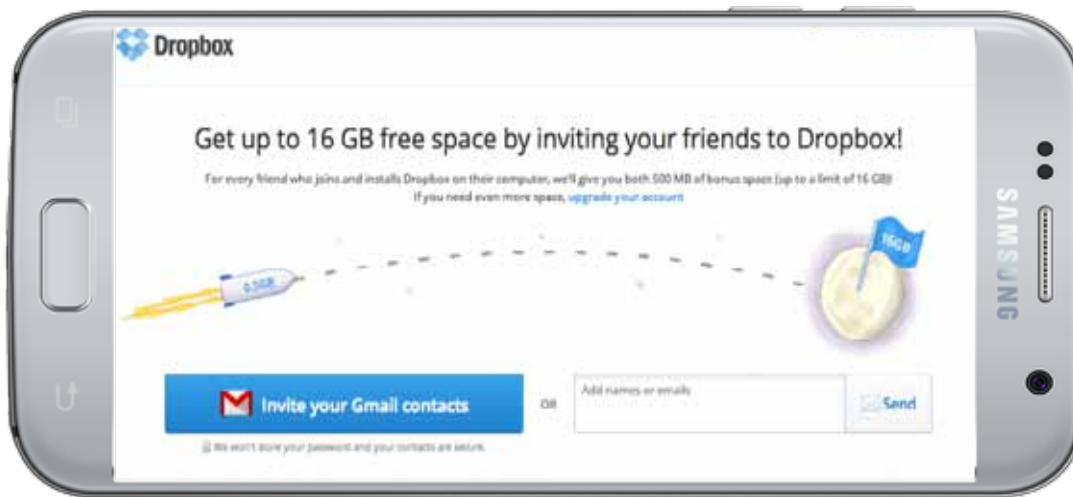 Dropbox
Get up to 16 GB free space by inviting your friends to Dropbox!
For every friend who joins and installs Dropbox on their computer, we'll give you both 500 MB of bonus space (up to a limit of 16 GB)!
If you need even more space, upgrade your account
16GB
0.0GB
Invite your Gmail contacts
OR
Add names or emails
Send
We won't store your password and your contacts are secure.
SAMSUNG